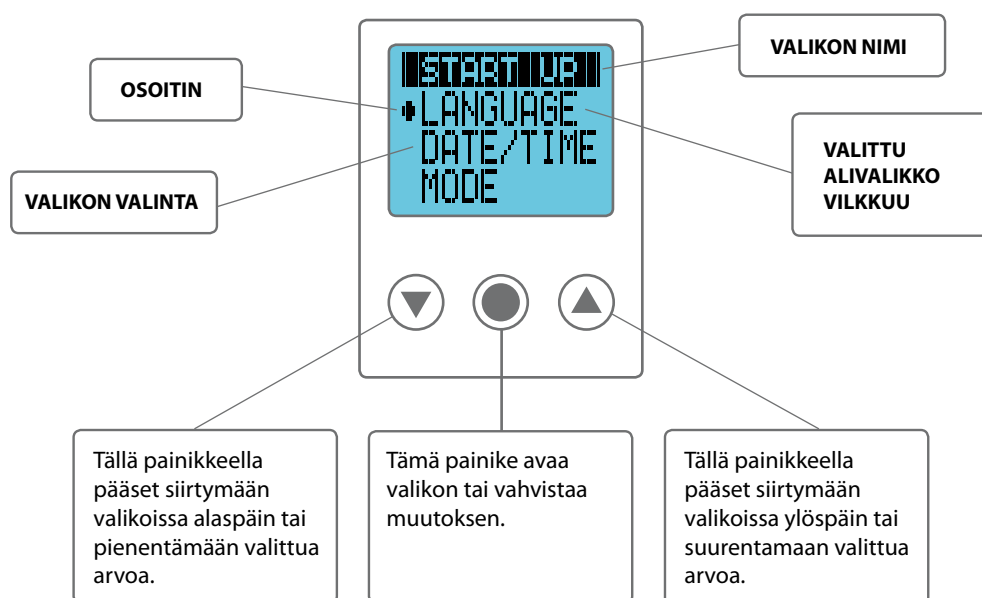 VALIKON NIMI
OSOITIN
START UP
LANGUAGE
DATE/TIME
MODE
VALITTU
ALIVALIKKO
VILKKUU
VALIKON VALINTA
Tällä painikkeella
pääset siirtymään
valikoissa alaspäin tai
pienentämään valittua
arvoa.
Tämä painike avaa
valikon tai vahvistaa
muutoksen.
Tällä painikkeella
pääset siirtymään
valikoissa ylöspäin tai
suurentamaan valittua
arvoa.